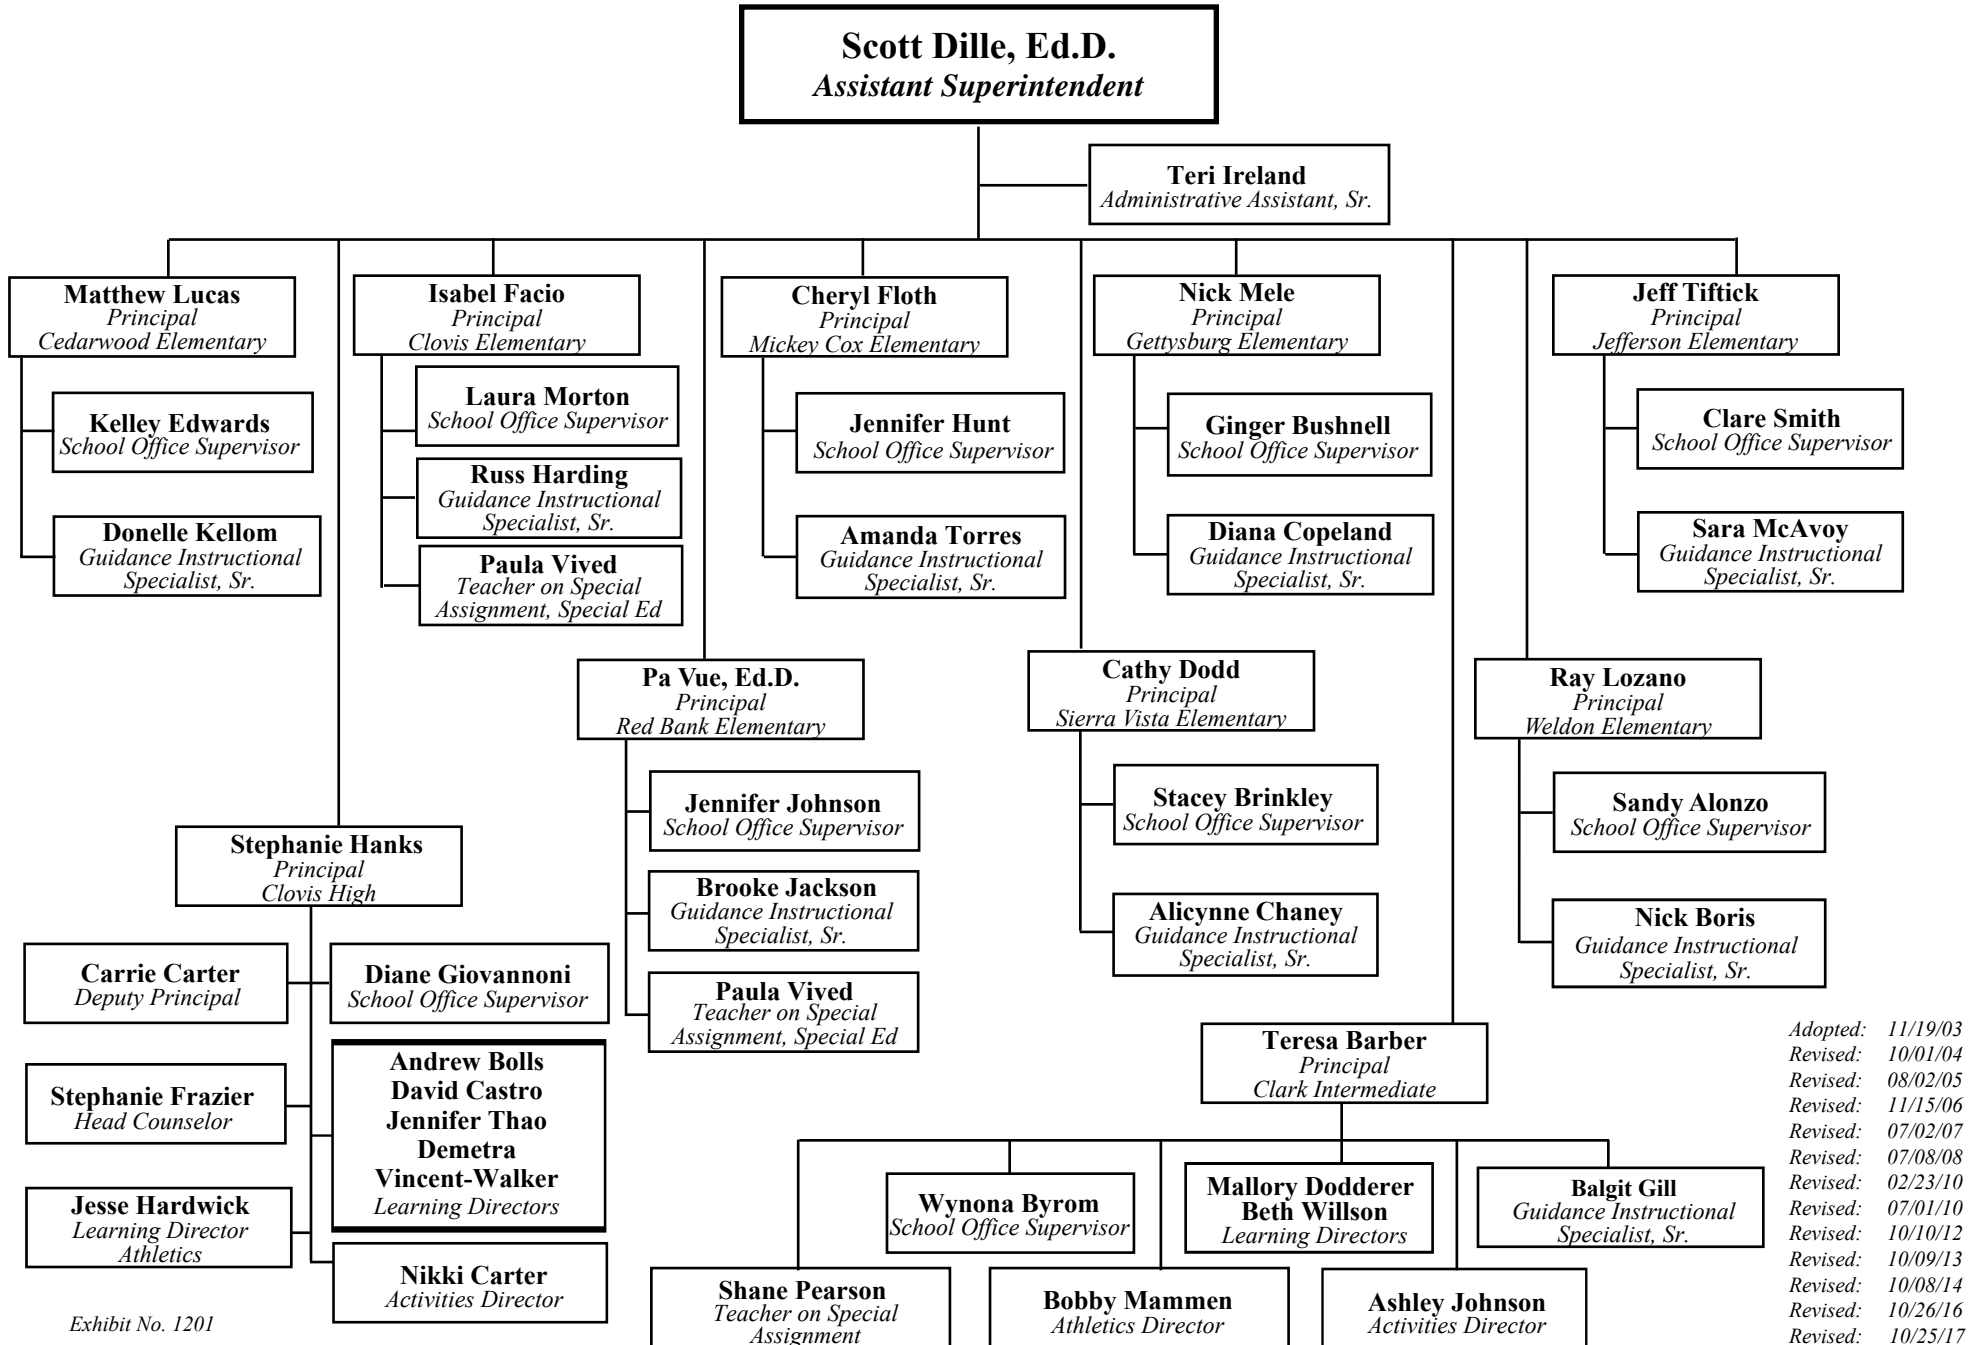 Scott Dille, Ed.D.
Assistant Superintendent
Teri Ireland
Administrative Assistant, Sr.
Matthew Lucas
Principal
Cedarwood Elementary
Kelley Edwards
School Office Supervisor
Donelle Kellom
Guidance Instructional
Specialist, Sr.
Isabel Facio
Principal
Clovis Elementary
Laura Morton
School Office Supervisor
Russ Harding
Guidance Instructional
Specialist, Sr.
Paula Vived
Teacher on Special
Assignment, Special Ed
Cheryl Floth
Principal
Mickey Cox Elementary
Jennifer Hunt
School Office Supervisor
Amanda Torres
Guidance Instructional
Specialist, Sr.
Nick Mele
Principal
Gettysburg Elementary
Ginger Bushnell
School Office Supervisor
Diana Copeland
Guidance Instructional
Specialist, Sr.
Jeff Tiftick
Principal
Jefferson Elementary
Clare Smith
School Office Supervisor
Sara McAvoy
Guidance Instructional
Specialist, Sr.
Pa Vue, Ed.D.
Principal
Red Bank Elementary
Jennifer Johnson
School Office Supervisor
Brooke Jackson
Guidance Instructional
Specialist, Sr.
Paula Vived
Teacher on Special
Assignment, Special Ed
Cathy Dodd
Principal
Sierra Vista Elementary
Stacey Brinkley
School Office Supervisor
Alicynne Chaney
Guidance Instructional
Specialist, Sr.
Ray Lozano
Principal
Weldon Elementary
Sandy Alonzo
School Office Supervisor
Nick Boris
Guidance Instructional
Specialist, Sr.
Stephanie Hanks
Principal
Clovis High
Carrie Carter
Deputy Principal
Diane Giovannoni
School Office Supervisor
Stephanie Frazier
Head Counselor
Andrew Bolls
David Castro
Jennifer Thao
Demetra
Vincent-Walker
Learning Directors
Jesse Hardwick
Learning Director
Athletics
Nikki Carter
Activities Director
Teresa Barber
Principal
Clark Intermediate
Wynona Byrom
School Office Supervisor
Mallory Dodderer
Beth Willson
Learning Directors
Balgit Gill
Guidance Instructional
Specialist, Sr.
Shane Pearson
Teacher on Special
Assignment
Bobby Mammen
Athletics Director
Ashley Johnson
Activities Director
Exhibit No. 1201
Adopted: 11/19/03
Revised: 10/01/04
Revised: 08/02/05
Revised: 11/15/06
Revised: 07/02/07
Revised: 07/08/08
Revised: 02/23/10
Revised: 07/01/10
Revised: 10/10/12
Revised: 10/09/13
Revised: 10/08/14
Revised: 10/26/16
Revised: 10/25/17